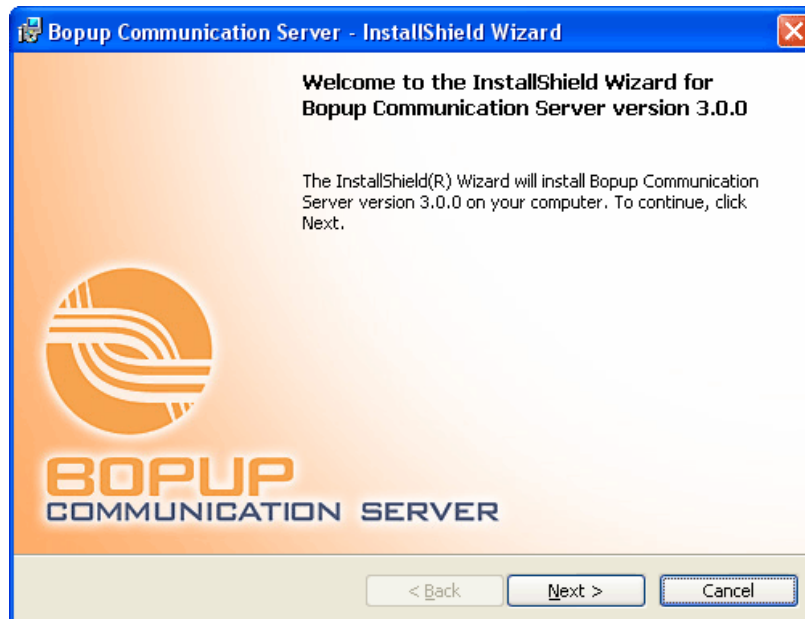 Bopup Communication Server - InstallShield Wizard
Welcome to the InstallShield Wizard for
Bopup Communication Server version 3.0.0
The InstallShield(R) Wizard will install Bopup Communication
Server version 3.0.0 on your computer. To continue, click
Next.
BOPUP
COMMUNICATION SERVER
< Back
Next >
Cancel